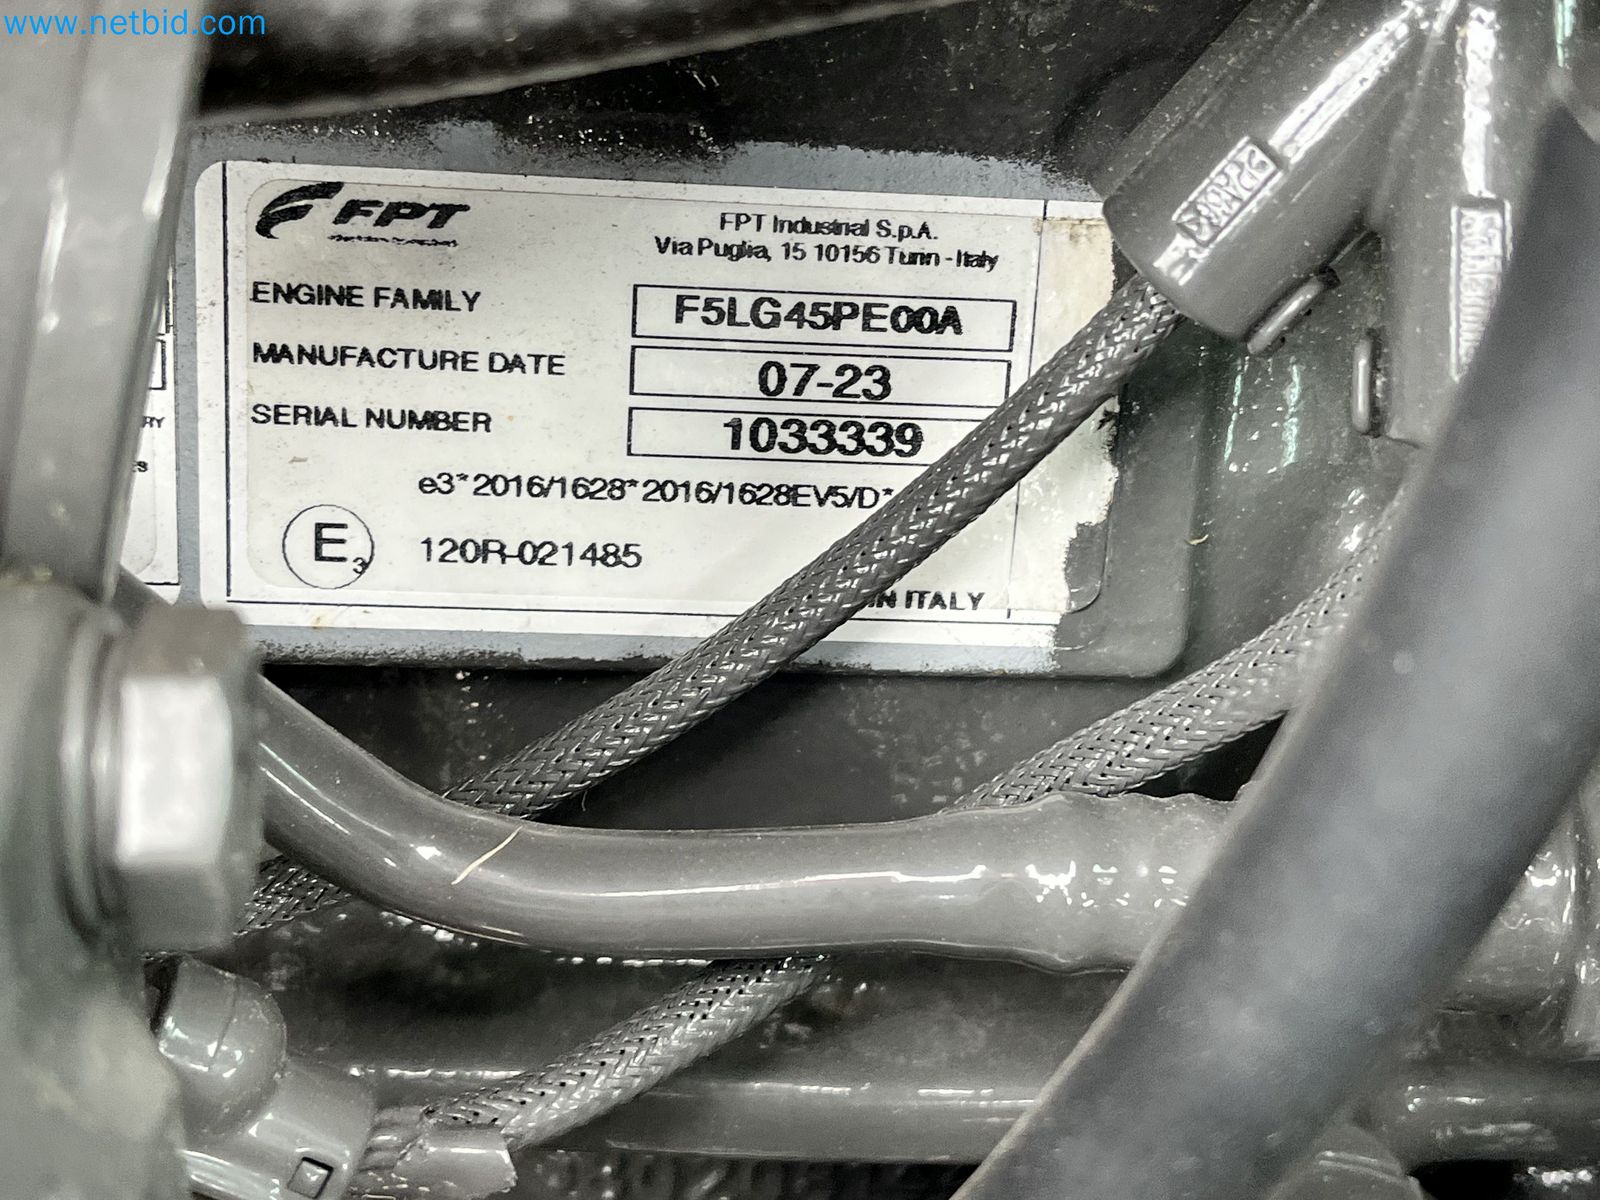 www.netbid.com
FPT
FPT Industrial S.p.A.
Via Puglia, 15 10156 Turin - Italy
ENGINE FAMILY F5LG45PE00A
MANUFACTURE DATE 07-23
SERIAL NUMBER 1033339
e3*2016/1628*2016/1628EV5/D*
E3 120R-021485
IN ITALY